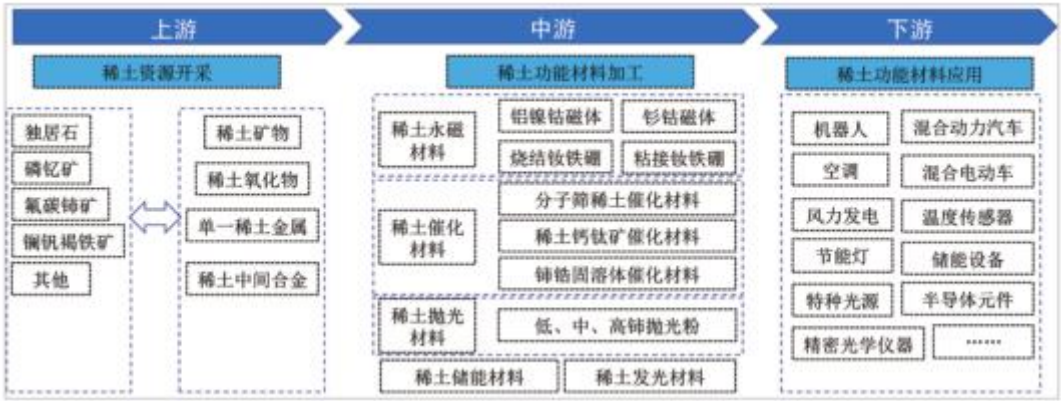 上游
中游
下游
稀土资源开采
稀土功能材料加工
稀土功能材料应用
独居石
磷钇矿
氟碳铈矿
镧钒褐铁矿
其他
稀土矿物
稀土氧化物
单一稀土金属
稀土中间合金
稀土永磁
材料
铝镍钴磁体
钐钴磁体
烧结钕铁硼
粘接钕铁硼
稀土催化
材料
分子筛稀土催化材料
稀土钙钛矿催化材料
铈锆固溶体催化材料
稀土抛光
材料
低、中、高铈抛光粉
稀土储能材料
稀土发光材料
机器人
混合动力汽车
空调
混合电动车
风力发电
温度传感器
节能灯
储能设备
特种光源
半导体元件
精密光学仪器
……